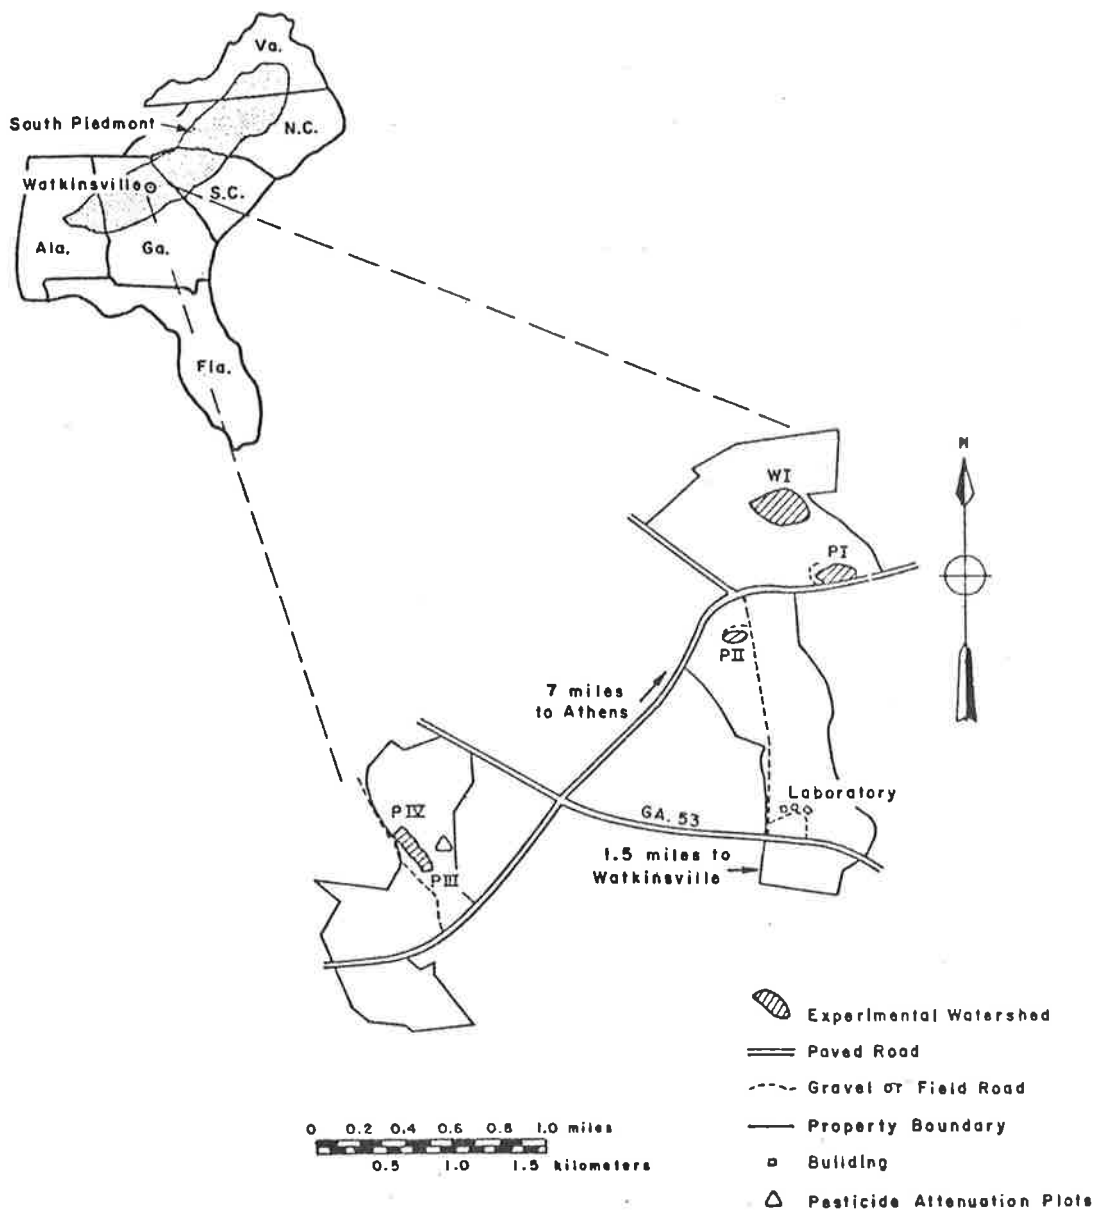 Va.
South Piedmont
N.C.
Watkinsville
S.C.
Ala.
Ga.
Fla.
N
WI
PI
PII
7 miles
to Athens
Laboratory
PIV
GA. 53
1.5 miles to
Watkinsville
PIII
Experimental Watershed
Paved Road
Gravel or Field Road
Property Boundary
Building
Pesticide Attenuation Plots
0 0.2 0.4 0.6 0.8 1.0 miles
0.5 1.0 1.5 kilometers